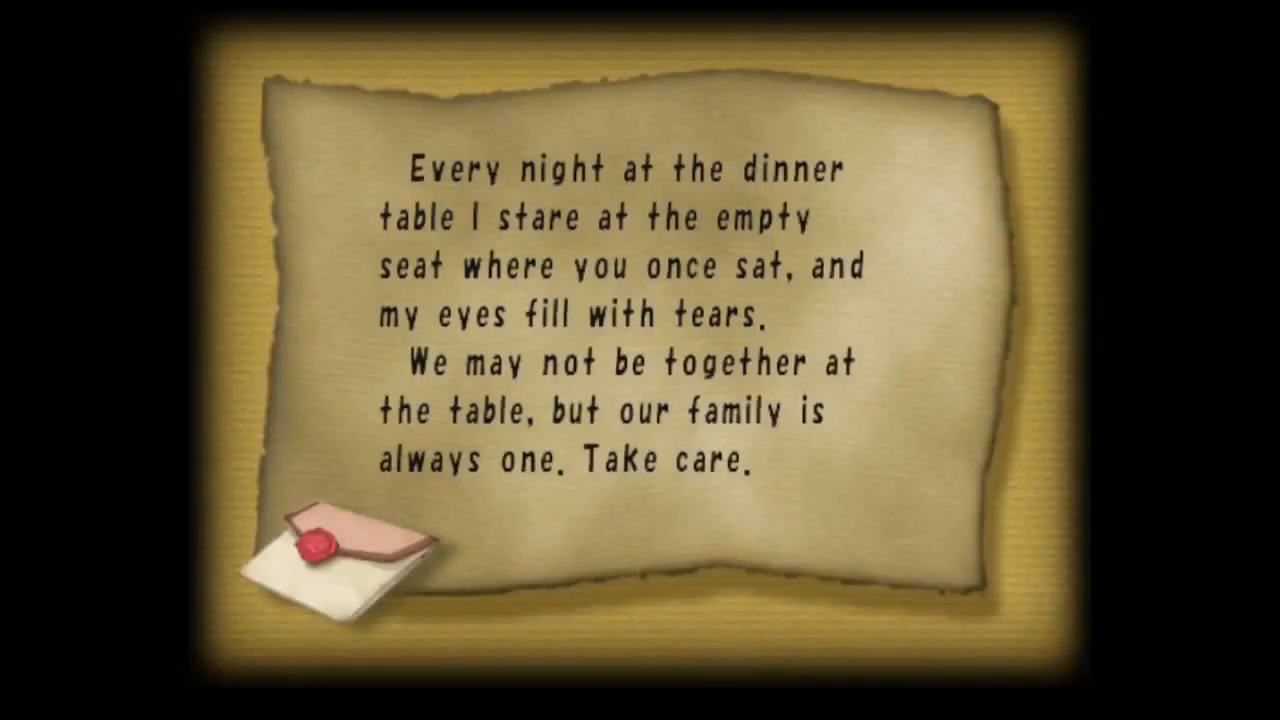 Every night at the dinner
table I stare at the empty
seat where you once sat, and
my eyes fill with tears.
We may not be together at
the table, but our family is
always one. Take care.